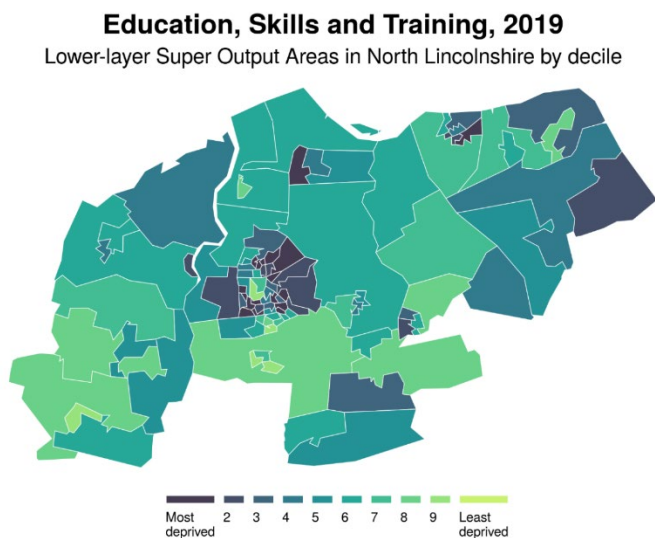 Education, Skills and Training, 2019
Lower-layer Super Output Areas in North Lincolnshire by decile
Most deprived 2 3 4 5 6 7 8 9 Least deprived